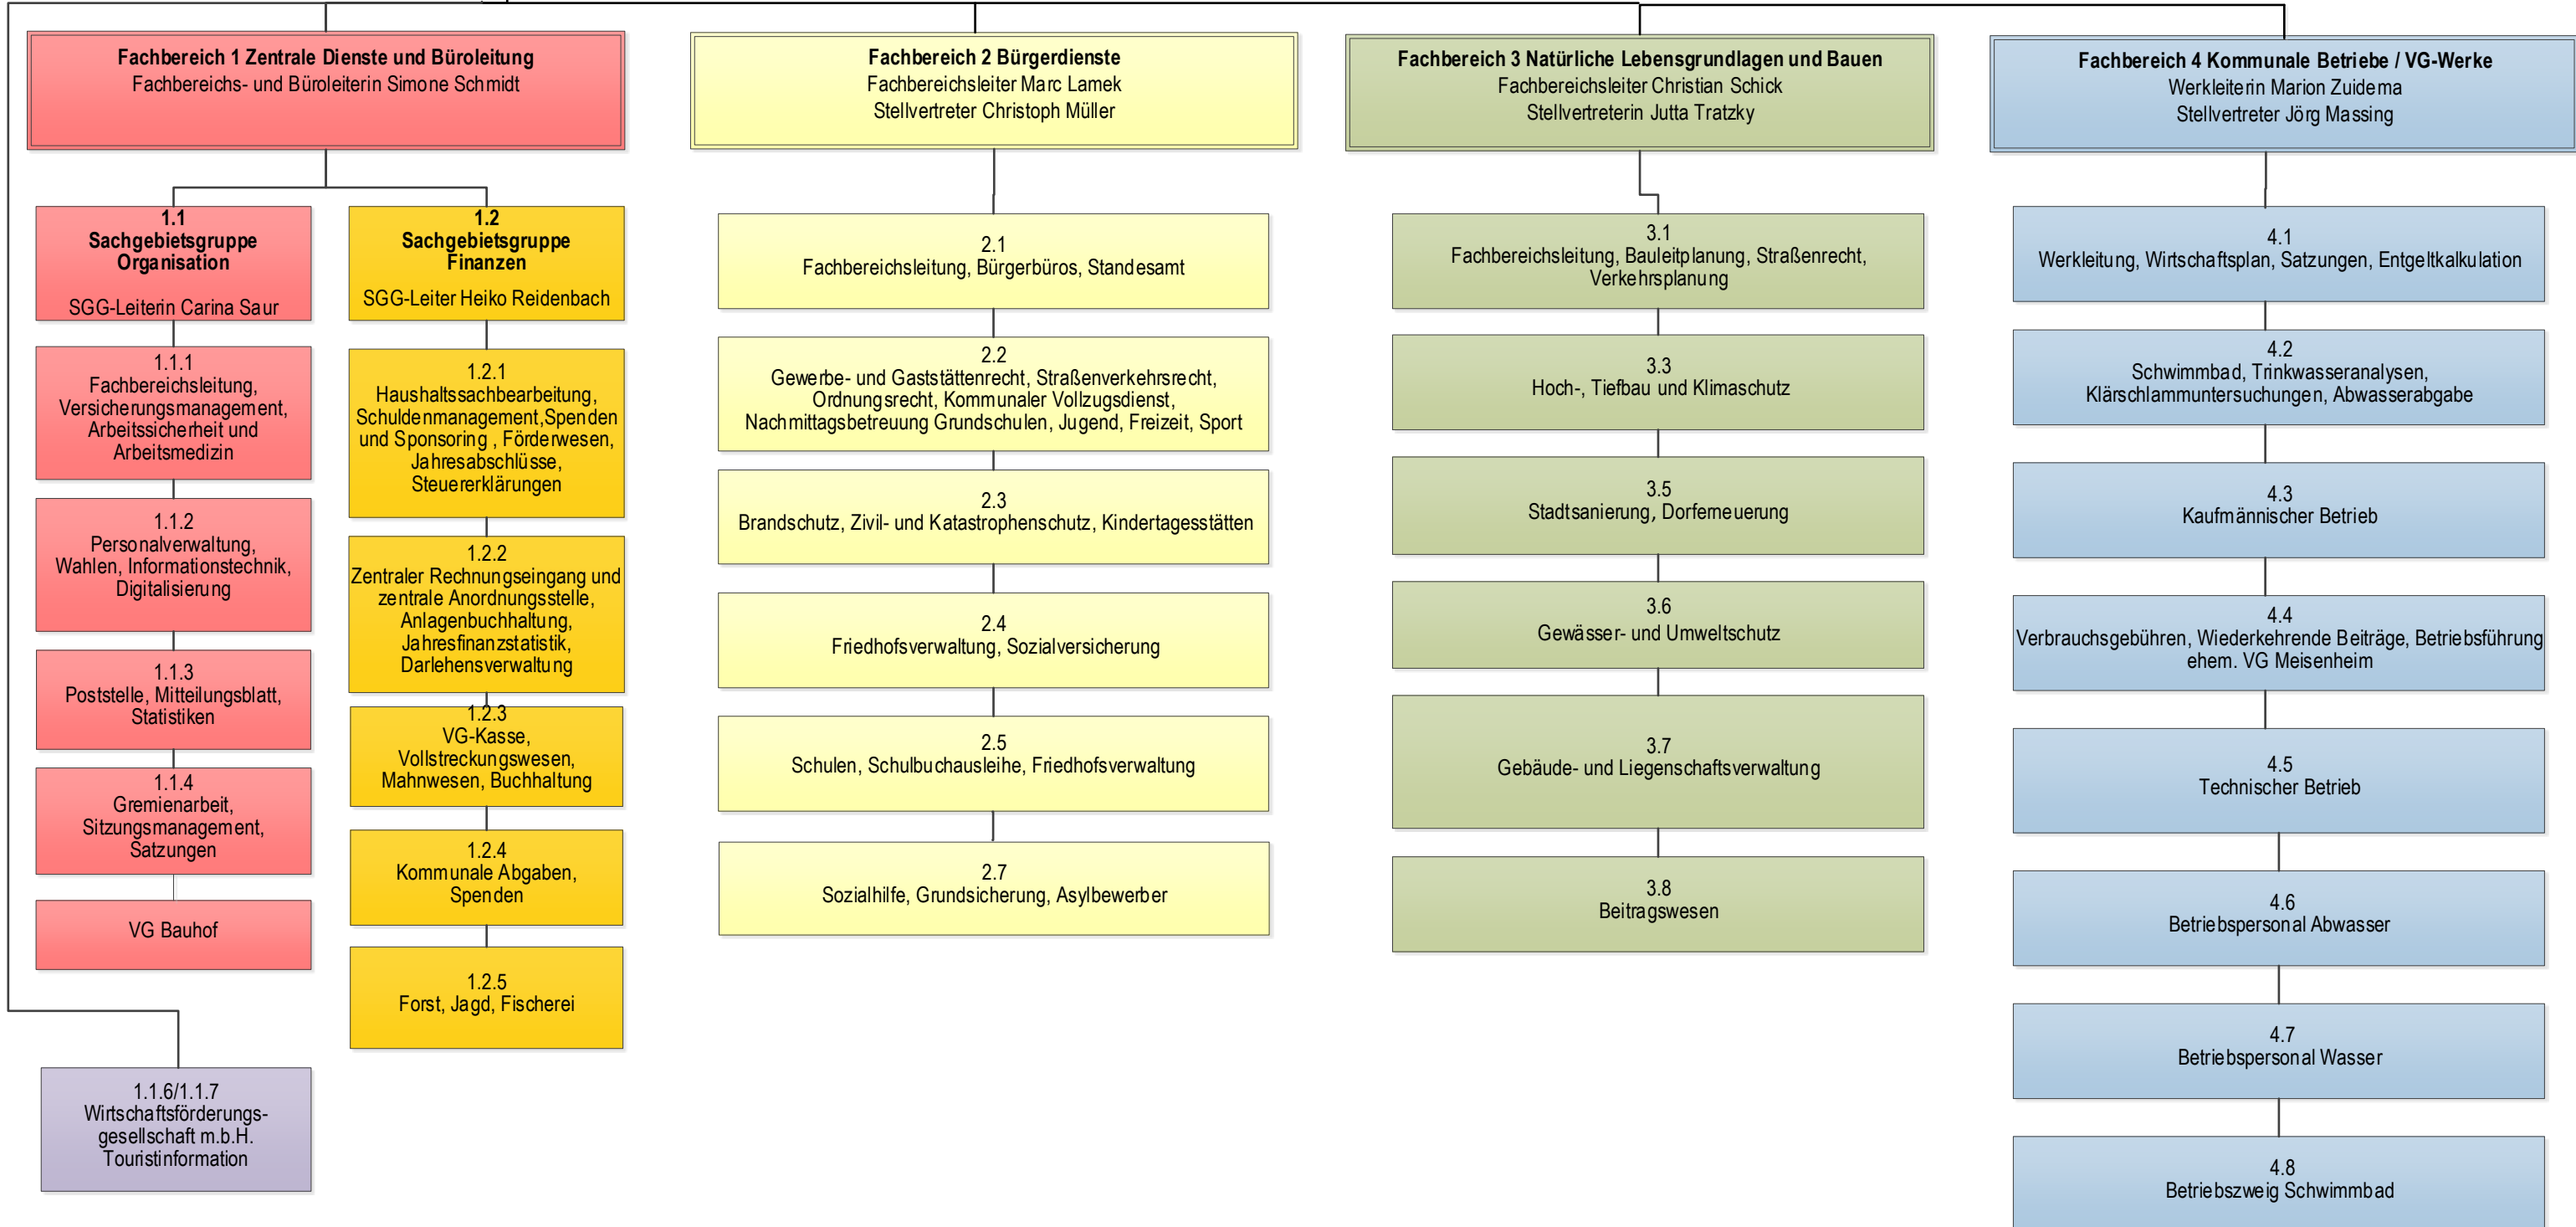 Fachbereich 1 Zentrale Dienste und Büroleitung
Fachbereichs- und Büroleiterin Simone Schmidt
1.1
Sachgebietsgruppe
Organisation
SGG-Leiterin Carina Saur
1.1.1
Fachbereichsleitung,
Versicherungsmanagement,
Arbeitssicherheit und
Arbeitsmedizin
1.1.2
Personalverwaltung,
Wahlen, Informationstechnik,
Digitalisierung
1.1.3
Poststelle, Mitteilungsblatt,
Statistiken
1.1.4
Gremienarbeit,
Sitzungsmanagement,
Satzungen
VG Bauhof
1.1.6/1.1.7
Wirtschaftsförderungs-
gesellschaft m.b.H.
Touristinformation
1.2
Sachgebietsgruppe
Finanzen
SGG-Leiter Heiko Reidenbach
1.2.1
Haushaltssachbearbeitung,
Schuldenmanagement,Spenden
und Sponsoring , Förderwesen,
Jahresabschlüsse,
Steuererklärungen
1.2.2
Zentraler Rechnungseingang und
zentrale Anordnungsstelle,
Anlagenbuchhaltung,
Jahresfinanzstatistik,
Darlehensverwaltung
1.2.3
VG-Kasse,
Vollstreckungswesen,
Mahnwesen, Buchhaltung
1.2.4
Kommunale Abgaben,
Spenden
1.2.5
Forst, Jagd, Fischerei
Fachbereich 2 Bürgerdienste
Fachbereichsleiter Marc Lamek
Stellvertreter Christoph Müller
2.1
Fachbereichsleitung, Bürgerbüros, Standesamt
2.2
Gewerbe- und Gaststättenrecht, Straßenverkehrsrecht,
Ordnungsrecht, Kommunaler Vollzugsdienst,
Nachmittagsbetreuung Grundschulen, Jugend, Freizeit, Sport
2.3
Brandschutz, Zivil- und Katastrophenschutz, Kindertagesstätten
2.4
Friedhofsverwaltung, Sozialversicherung
2.5
Schulen, Schulbuchausleihe, Friedhofsverwaltung
2.7
Sozialhilfe, Grundsicherung, Asylbewerber
Fachbereich 3 Natürliche Lebensgrundlagen und Bauen
Fachbereichsleiter Christian Schick
Stellvertreterin Jutta Tratzky
3.1
Fachbereichsleitung, Bauleitplanung, Straßenrecht,
Verkehrsplanung
3.3
Hoch-, Tiefbau und Klimaschutz
3.5
Stadtsanierung, Dorferneuerung
3.6
Gewässer- und Umweltschutz
3.7
Gebäude- und Liegenschaftsverwaltung
3.8
Beitragswesen
Fachbereich 4 Kommunale Betriebe / VG-Werke
Werkleiterin Marion Zuidema
Stellvertreter Jörg Massing
4.1
Werkleitung, Wirtschaftsplan, Satzungen, Entgeltkalkulation
4.2
Schwimmbad, Trinkwasseranalysen,
Klärschlammuntersuchungen, Abwasserabgabe
4.3
Kaufmännischer Betrieb
4.4
Verbrauchsgebühren, Wiederkehrende Beiträge, Betriebsführung
ehem. VG Meisenheim
4.5
Technischer Betrieb
4.6
Betriebspersonal Abwasser
4.7
Betriebspersonal Wasser
4.8
Betriebszweig Schwimmbad